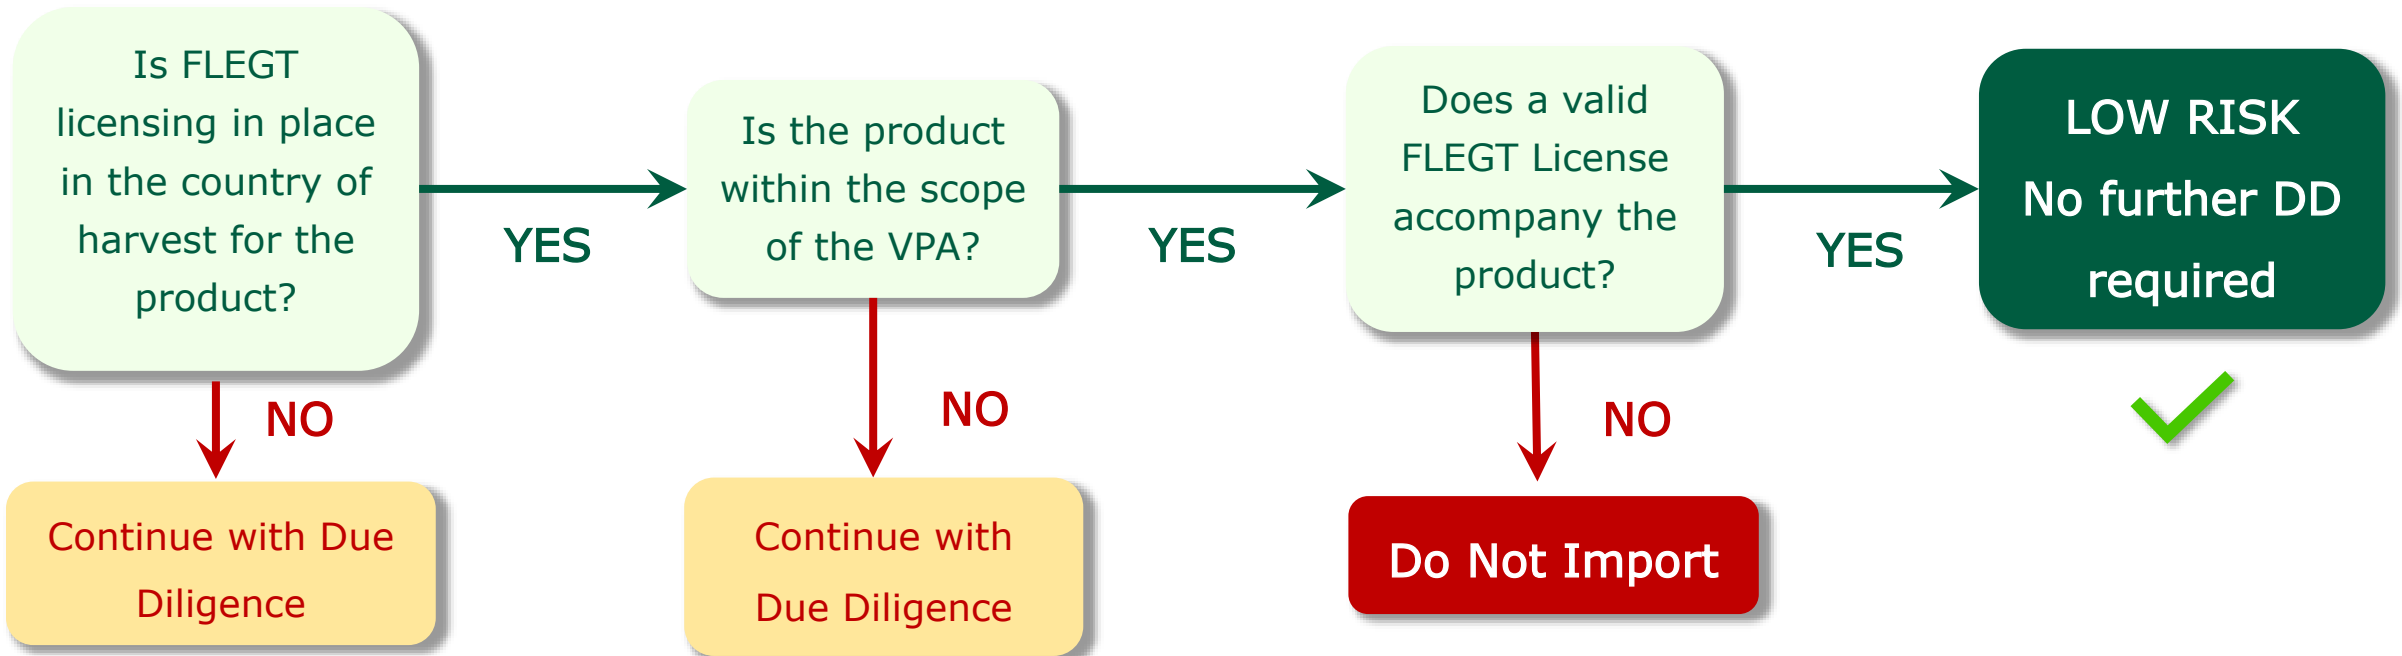 Is FLEGT
licensing in place
in the country of
harvest for the
product?
YES
NO
Continue with Due
Diligence
Is the product
within the scope
of the VPA?
YES
NO
Continue with
Due Diligence
Does a valid
FLEGT License
accompany the
product?
YES
NO
Do Not Import
LOW RISK
No further DD
required